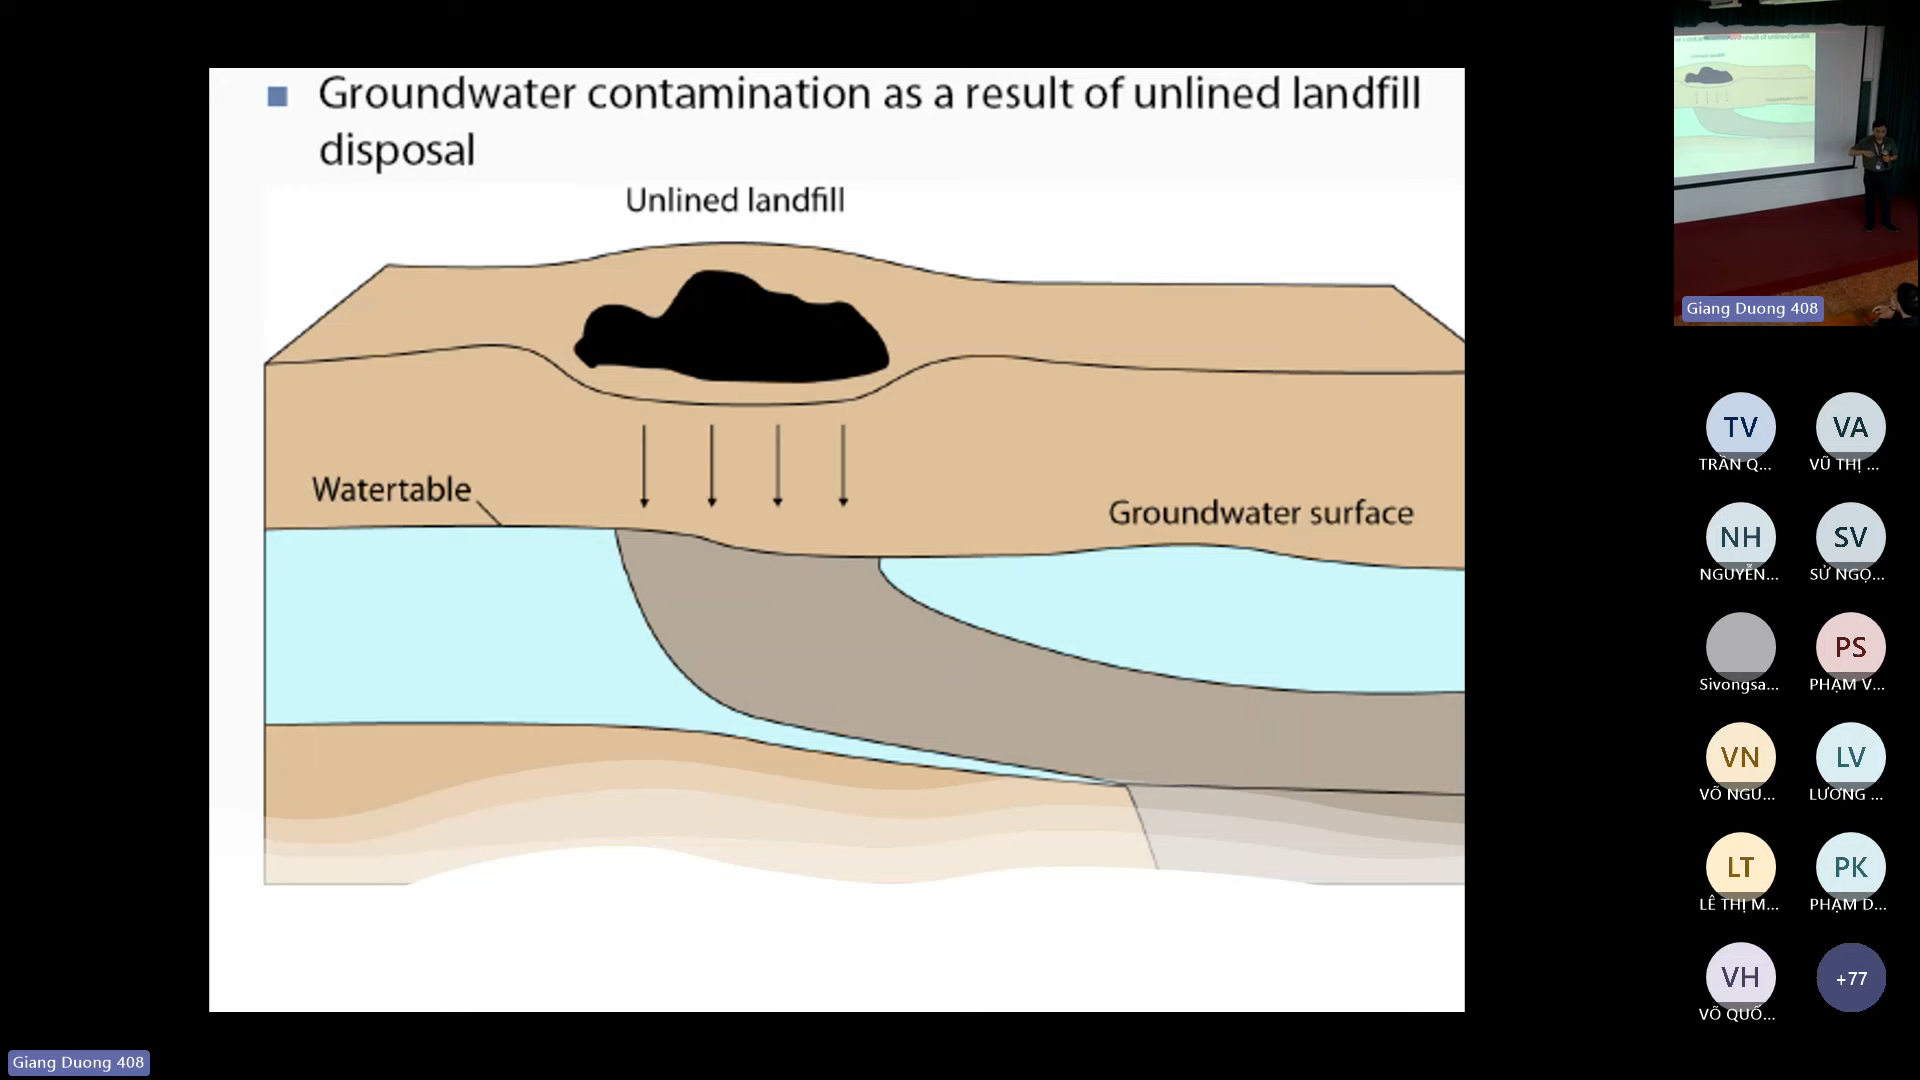 Groundwater contamination as a result of unlined landfill
disposal
Unlined landfill
Watertable
Groundwater surface
Giang Duong 408
TV
VA
TRẦN Q...
VŨ THỊ ...
NH
SV
NGUYỄN...
SỬ NGỌ...
PS
Sivongsa...
PHẠM V...
VN
LV
VÕ NGU...
LƯƠNG ...
LT
PK
LÊ THỊ M...
PHẠM D...
VH
+77
VÕ QUỐ...
Giang Duong 408